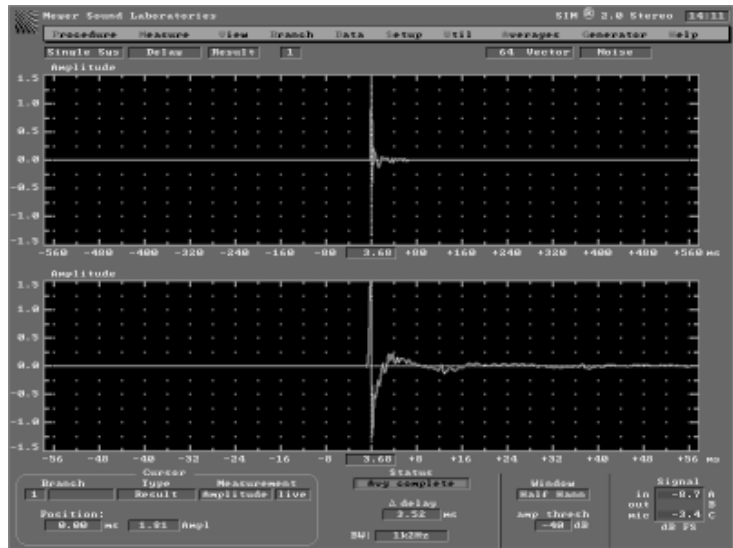 Meyer Sound Laboratories SIM ® 2.0 Stereo 14:11
Procedure Measure View Branch Data Setup Util Averages Generator Help
Single Sys Delay Result 1 64 Vector Noise
Amplitude
1.5
1.0
0.5
0.0
-0.5
-1.0
-1.5
-560 -480 -400 -320 -240 -160 -80 3.68 +80 +160 +240 +320 +400 +480 +560 ms
Amplitude
1.5
1.0
0.5
0.0
-0.5
-1.0
-1.5
-56 -48 -40 -32 -24 -16 -8 3.68 +8 +16 +24 +32 +40 +48 +56 ms
Cursor Status
Branch Type Measurement Avg complete Window Signal
1 Result Amplitude live Half Hann in -8.7 A
Δ delay out B
Position: 3.52 ms amp thresh mic -3.4 C
0.00 ms 1.81 Ampl -40 dB dB FS
BW: 12kHz